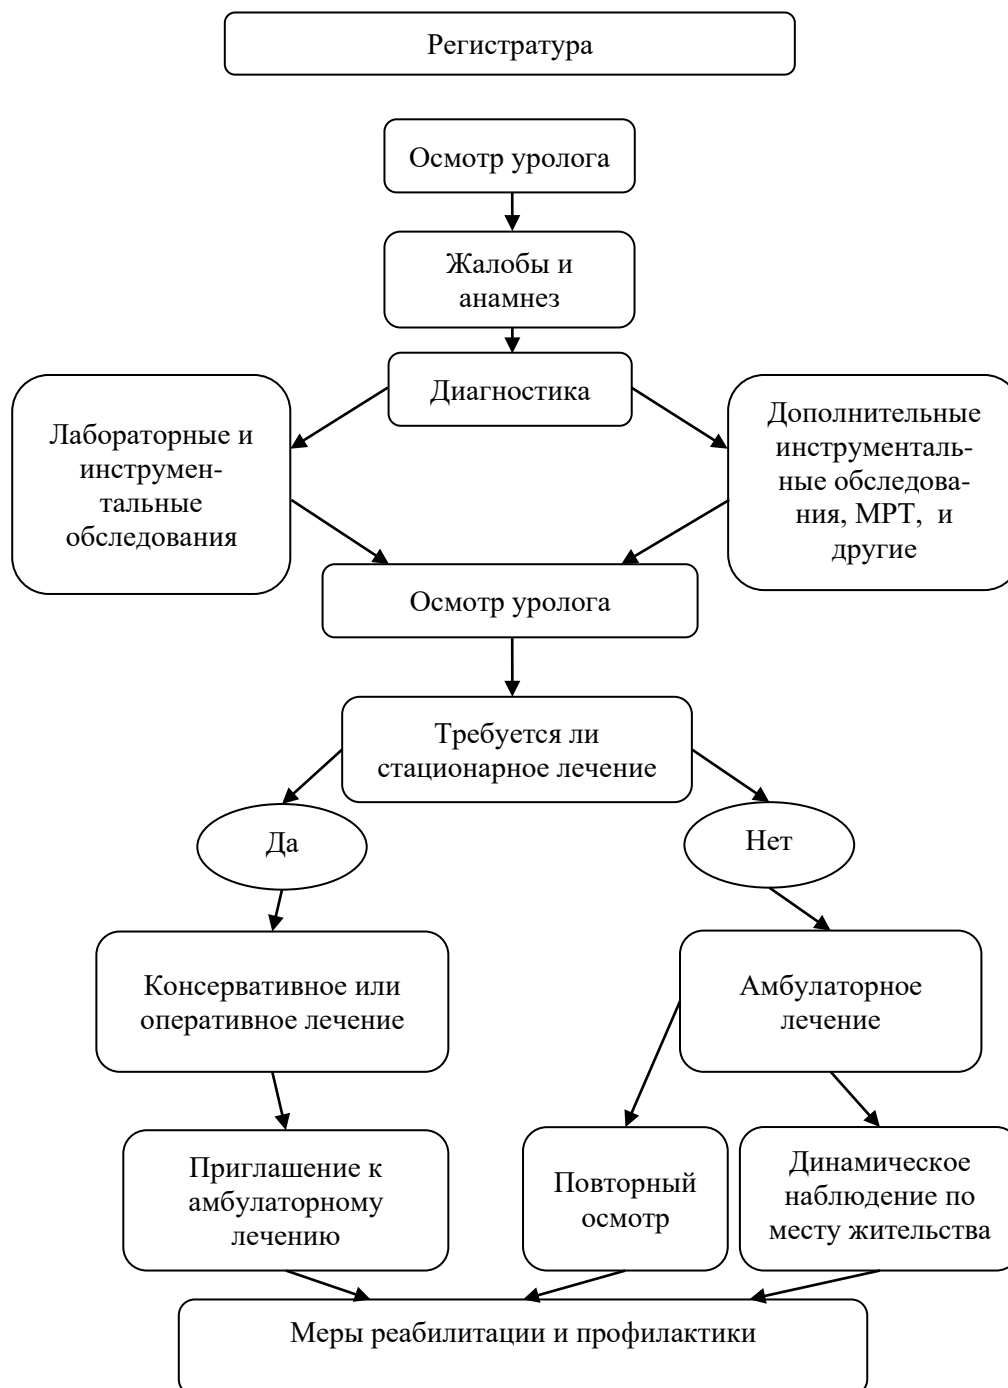 Регистратура
Осмотр уролога
Жалобы и
анамнез
Диагностика
Лабораторные и
инструмен-
тальные
обследования
Дополнительные
инструменталь-
ные обследова-
ния, МРТ, и
другие
Осмотр уролога
Требуется ли
стационарное лечение
Да
Нет
Консервативное или
оперативное лечение
Амбулаторное
лечение
Приглашение к
амбулаторному
лечению
Повторный
осмотр
Динамическое
наблюдение по
месту жительства
Меры реабилитации и профилактики